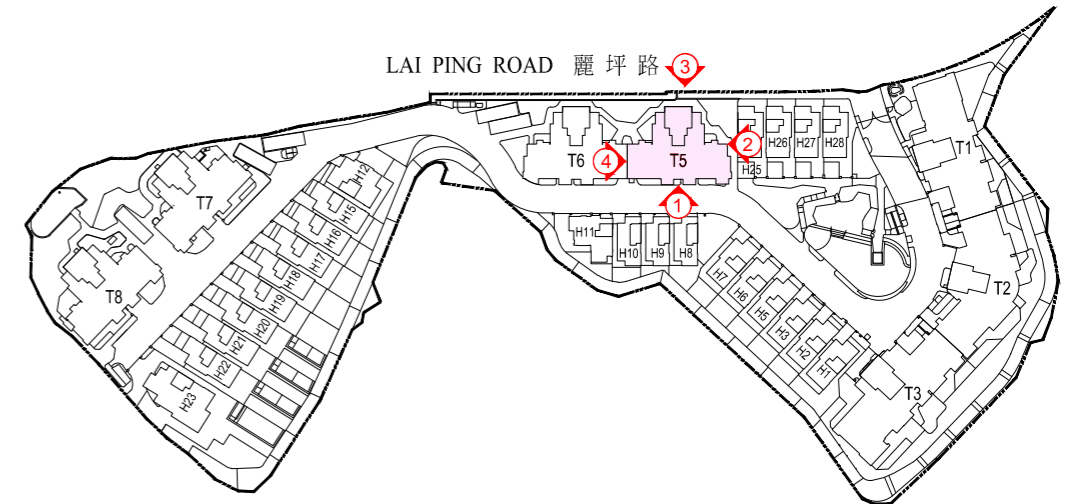 LAI PING ROAD 麗坪路
3
T1
H26
H27
H28
2
H25
T6
4
T5
1
T7
H12
H15
H16
H17
H18
H19
H20
H21
H22
H23
T8
H11
H10
H9
H8
H7
H6
H5
H3
H2
H1
T2
T3